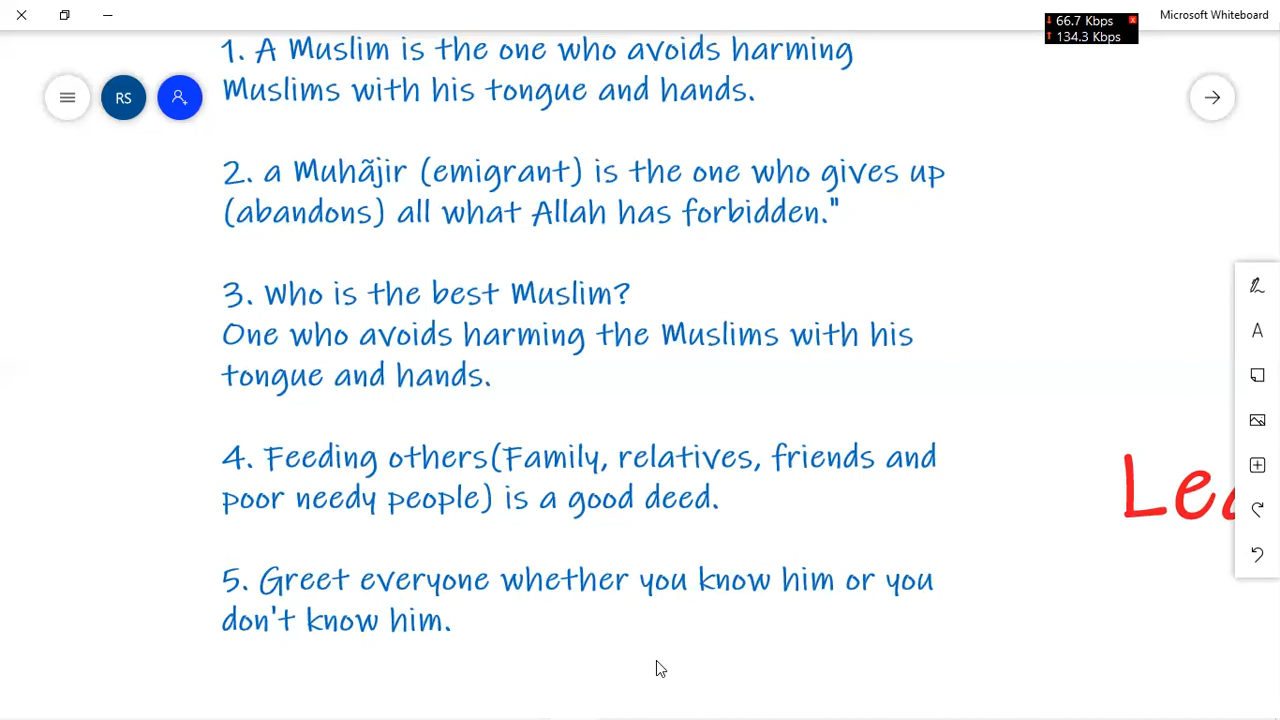 Microsoft Whiteboard
66.7 Kbps
134.3 Kbps
RS
1. A Muslim is the one who avoids harming
Muslims with his tongue and hands.
2. a Muhãjir (emigrant) is the one who gives up
(abandons) all what Allah has forbidden."
3. Who is the best Muslim?
One who avoids harming the Muslims with his
tongue and hands.
4. Feeding others(Family, relatives, friends and
poor needy people) is a good deed.
5. Greet everyone whether you know him or you
don't know him.